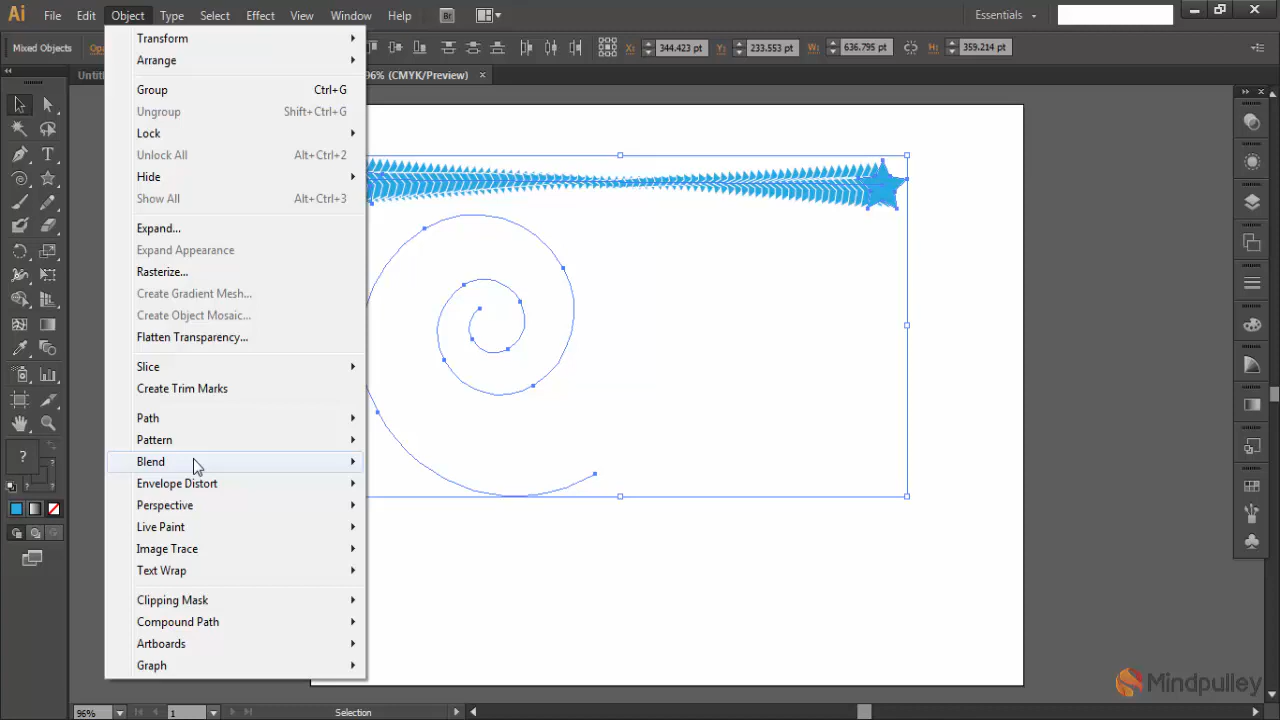 Ai File Edit Object Type Select Effect View Window Help Br Essentials
Mixed Objects Opa X: 344.423 pt Y: 233.553 pt W: 636.795 pt H: 359.214 pt
Untitl 96% (CMYK/Preview) ×
Transform
Arrange
Group Ctrl+G
Ungroup Shift+Ctrl+G
Lock
Unlock All Alt+Ctrl+2
Hide
Show All Alt+Ctrl+3
Expand...
Expand Appearance
Rasterize...
Create Gradient Mesh...
Create Object Mosaic...
Flatten Transparency...
Slice
Create Trim Marks
Path
Pattern
Blend
Envelope Distort
Perspective
Live Paint
Image Trace
Text Wrap
Clipping Mask
Compound Path
Artboards
Graph
?
Mindpulley
96% 1 Selection